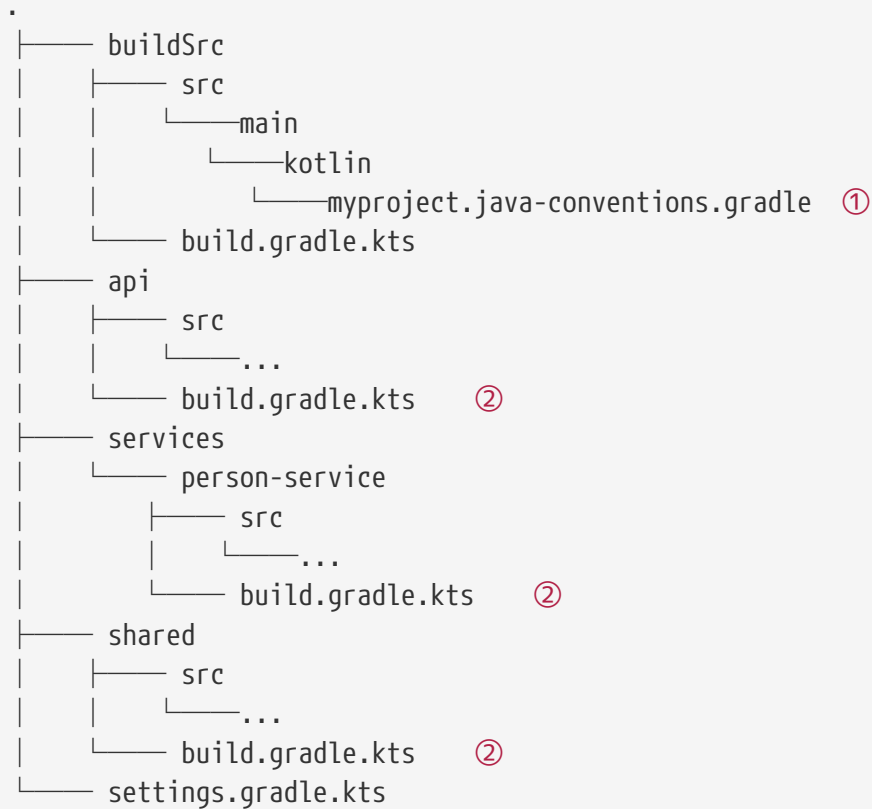 .
├── buildSrc
│   ├── src
│   │   └──main
│   │      └──kotlin
│   │         └──myproject.java-conventions.gradle ①
│   └── build.gradle.kts
├── api
│   ├── src
│   │   └──...
│   └── build.gradle.kts ②
├── services
│   └── person-service
│       ├── src
│       │   └──...
│       └── build.gradle.kts ②
├── shared
│   ├── src
│   │   └──...
│   └── build.gradle.kts ②
└── settings.gradle.kts